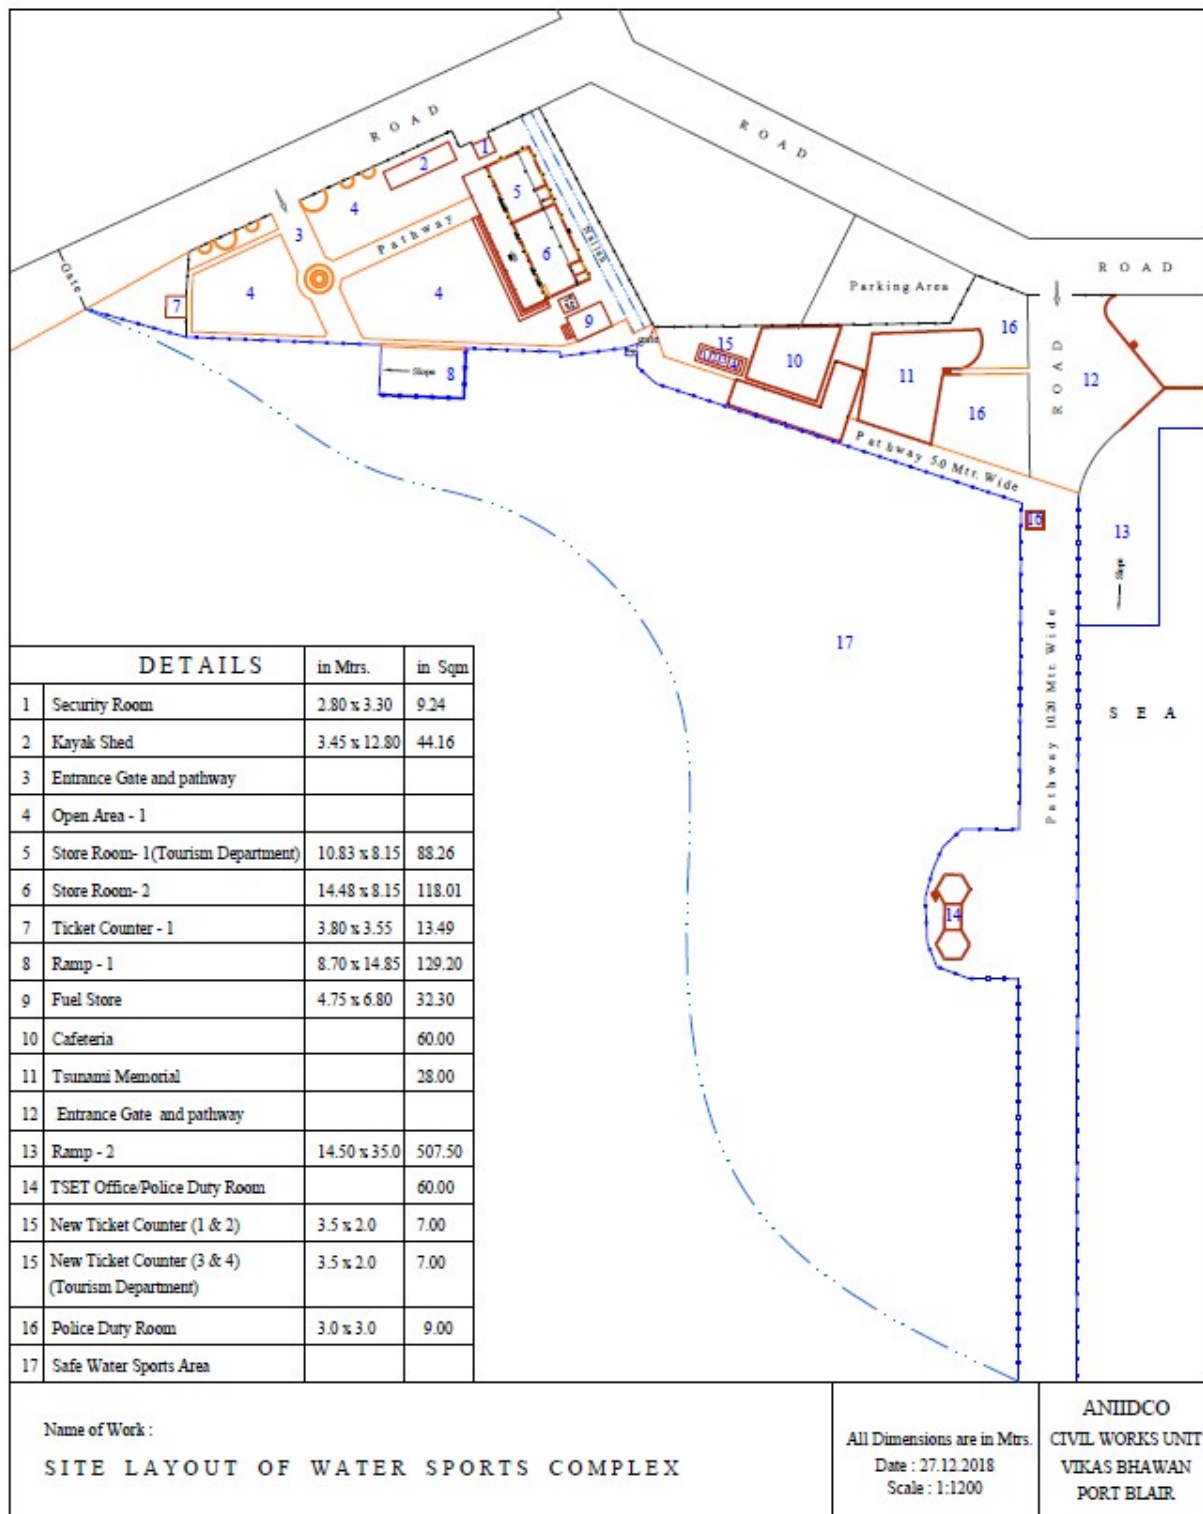 ROAD
ROAD
1
2
5
4
3
Pathway
Nallah
6
Gate
ROAD
4
4
Parking Area
7
9
16
15
gate
10
ROAD
1 2 3 4
11
12
Slope
8
16
Pathway 5.0 Mtr. Wide
16
13
Slope
17
Pathway 10.20 Mtr. Wide
SEA
14
DETAILS in Mtrs. in Sqm
1 Security Room 2.80 x 3.30 9.24
2 Kayak Shed 3.45 x 12.80 44.16
3 Entrance Gate and pathway
4 Open Area - 1
5 Store Room- 1(Tourism Department) 10.83 x 8.15 88.26
6 Store Room- 2 14.48 x 8.15 118.01
7 Ticket Counter - 1 3.80 x 3.55 13.49
8 Ramp - 1 8.70 x 14.85 129.20
9 Fuel Store 4.75 x 6.80 32.30
10 Cafeteria 60.00
11 Tsunami Memorial 28.00
12 Entrance Gate and pathway
13 Ramp - 2 14.50 x 35.0 507.50
14 TSET Office/Police Duty Room 60.00
15 New Ticket Counter (1 & 2) 3.5 x 2.0 7.00
15 New Ticket Counter (3 & 4) 3.5 x 2.0 7.00
(Tourism Department)
16 Police Duty Room 3.0 x 3.0 9.00
17 Safe Water Sports Area
Name of Work :
SITE LAYOUT OF WATER SPORTS COMPLEX
All Dimensions are in Mtrs.
Date : 27.12.2018
Scale : 1:1200
ANIIDCO
CIVIL WORKS UNIT
VIKAS BHAWAN
PORT BLAIR